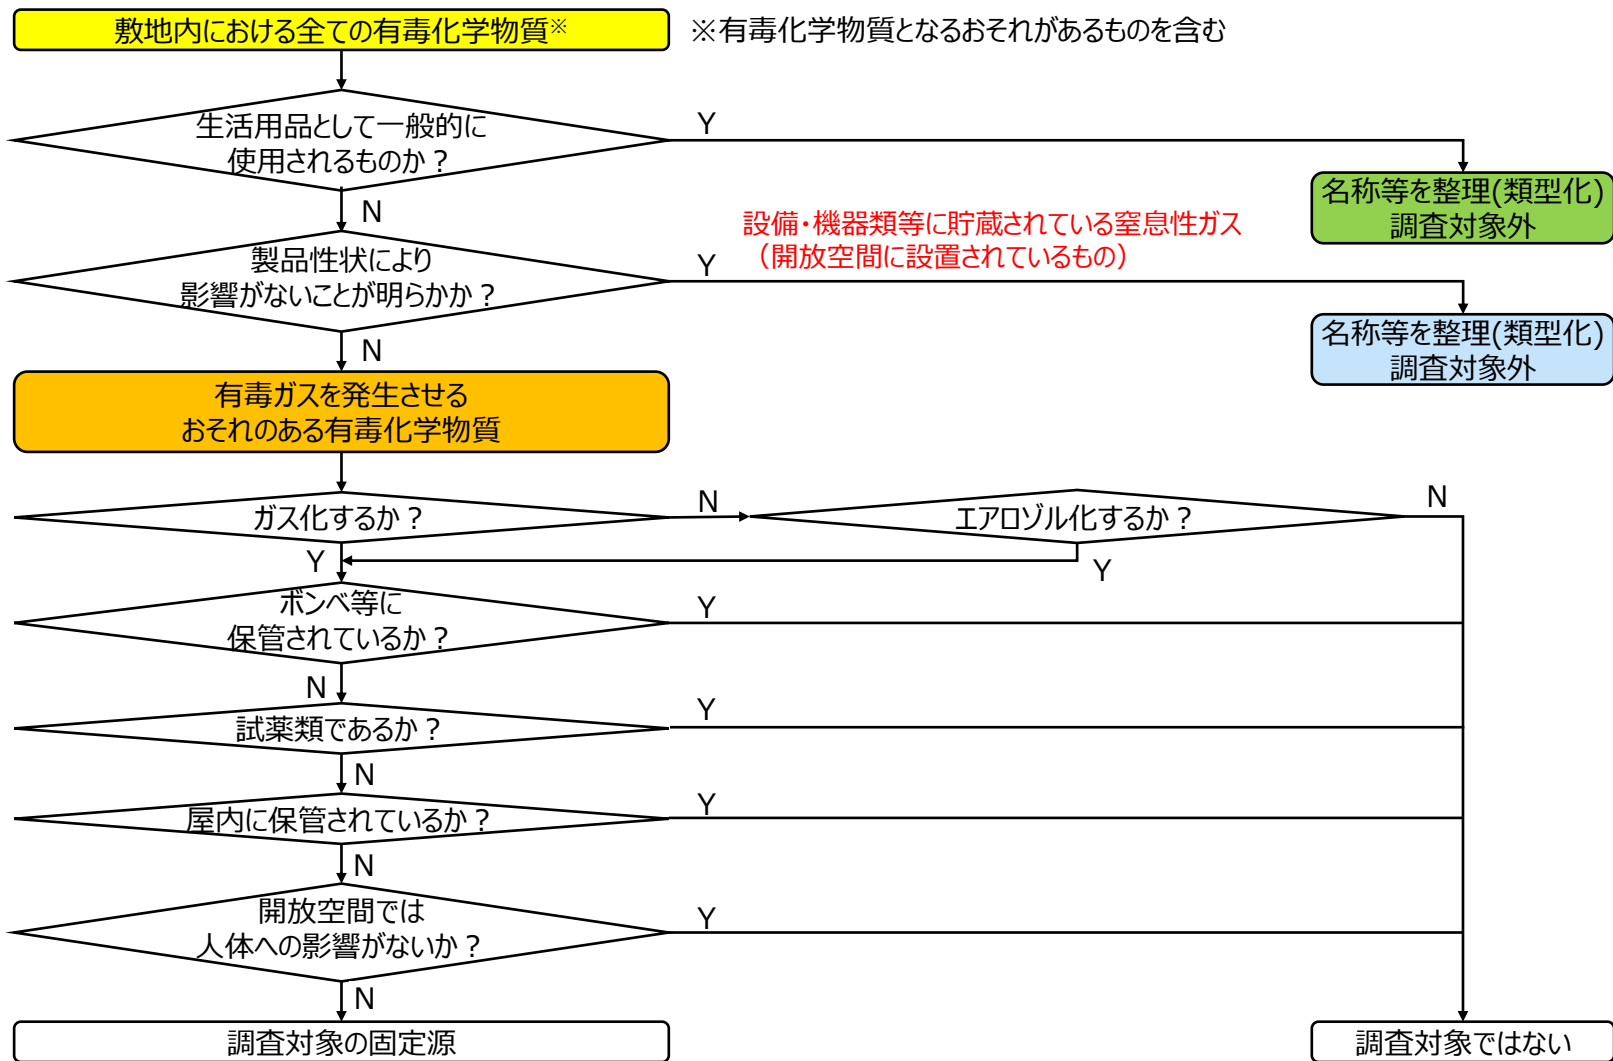 敷地内における全ての有毒化学物質※
※有毒化学物質となるおそれがあるものを含む
生活用品として一般的に
使用されるものか？
Y
名称等を整理(類型化)
調査対象外
N
設備・機器類等に貯蔵されている窒息性ガス
（開放空間に設置されているもの）
製品性状により
影響がないことが明らかか？
Y
名称等を整理(類型化)
調査対象外
N
有毒ガスを発生させる
おそれのある有毒化学物質
ガス化するか？
N
エアロゾル化するか？
N
Y
Y
ボンベ等に
保管されているか？
Y
N
試薬類であるか？
Y
N
屋内に保管されているか？
Y
N
開放空間では
人体への影響がないか？
Y
N
調査対象の固定源
調査対象ではない